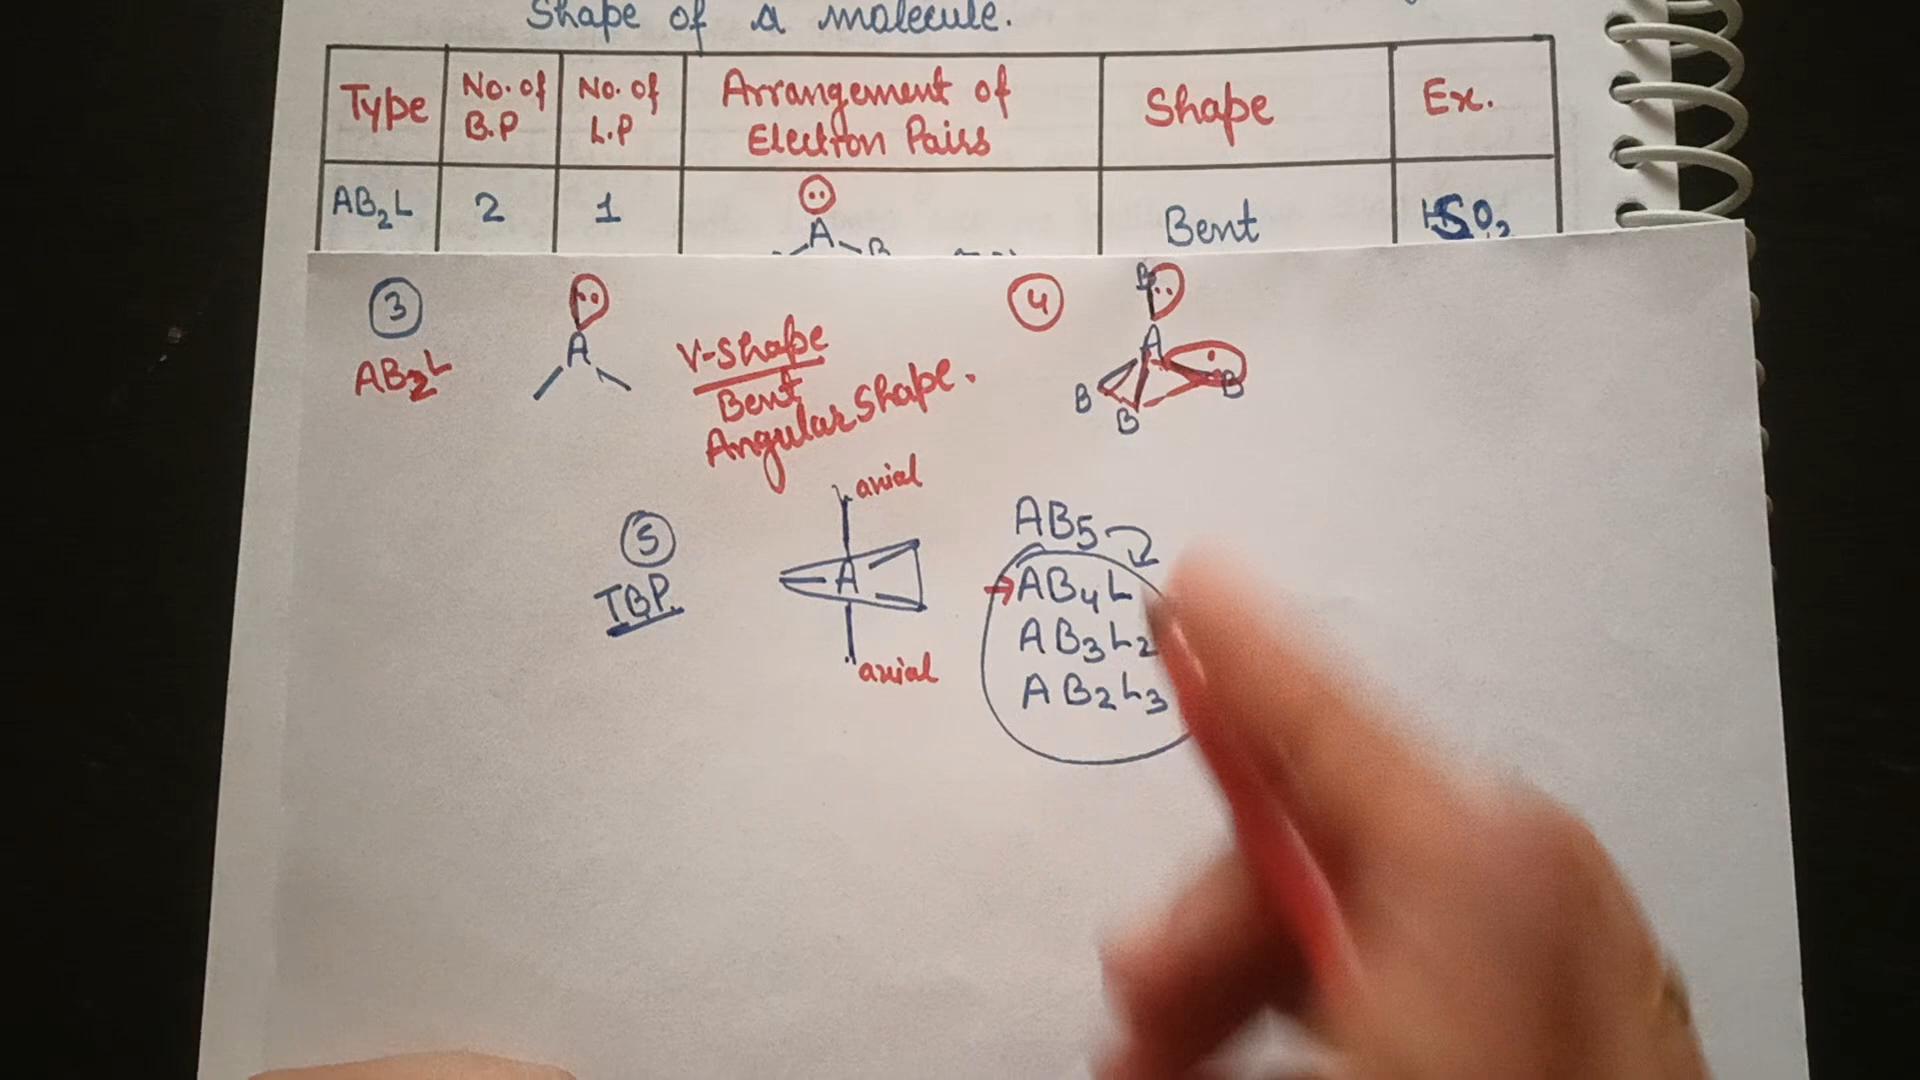 Shape of a molecule.
Type No. of B.P No. of L.P Arrangement of Electron Pairs Shape Ex.
AB2L 2 1 A B Bent SO2
3
AB2L
A
V-Shape
Bent
Angular Shape.
4
B
A
B B B
5
TBP.
axial
A
axial
AB5
AB4L
AB3L2
AB2L3